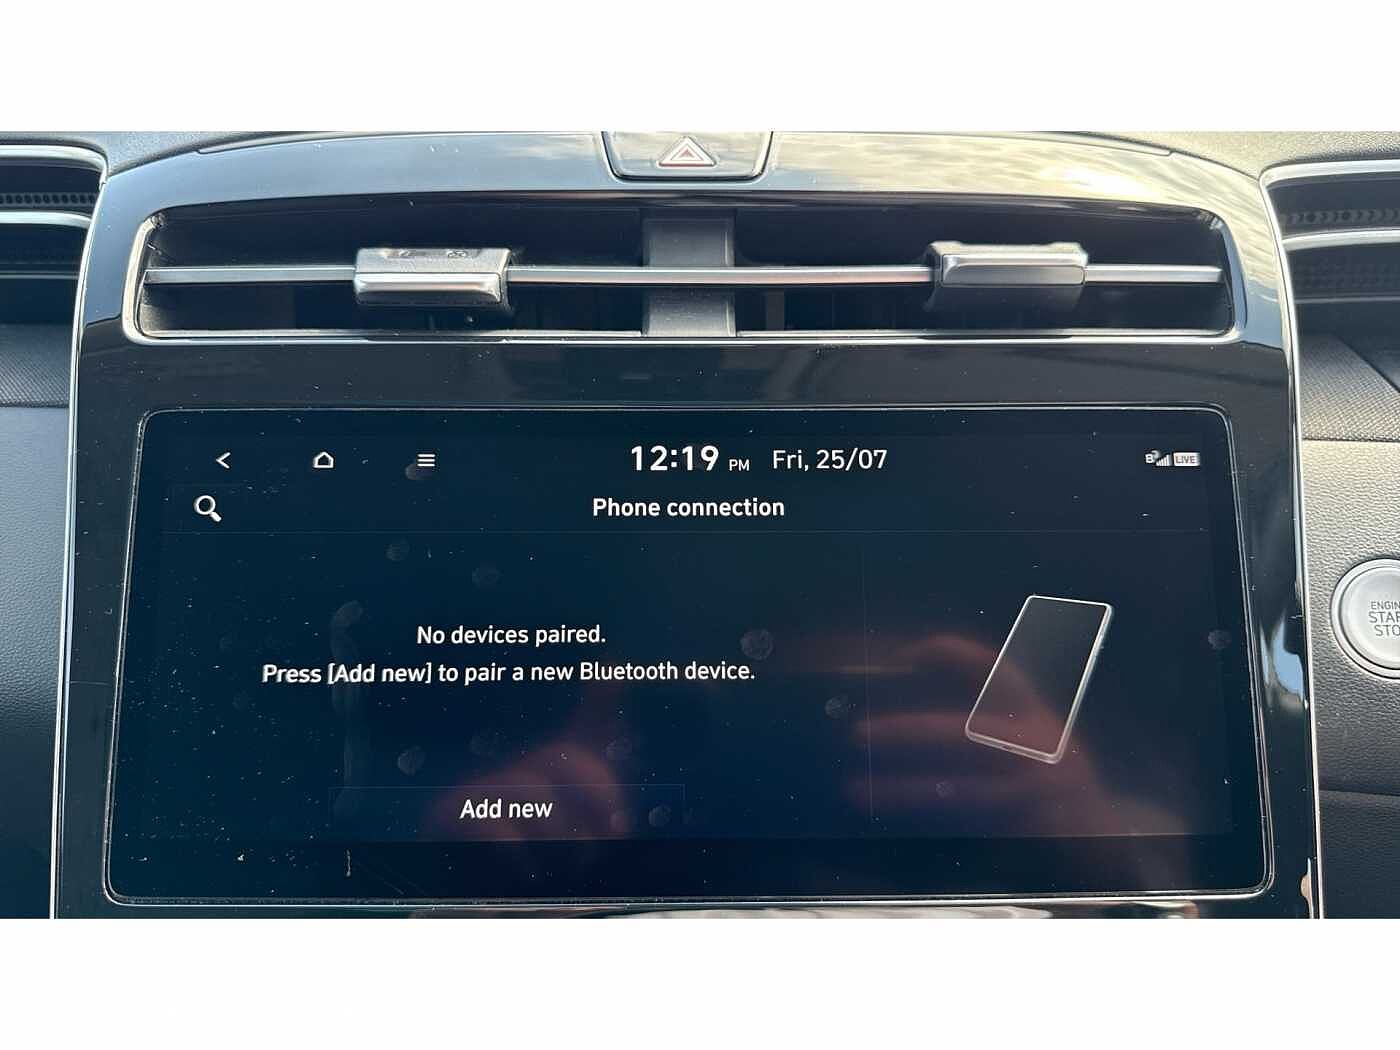 12:19 PM Fri, 25/07
LIVE
Phone connection
No devices paired.
Press [Add new] to pair a new Bluetooth device.
Add new